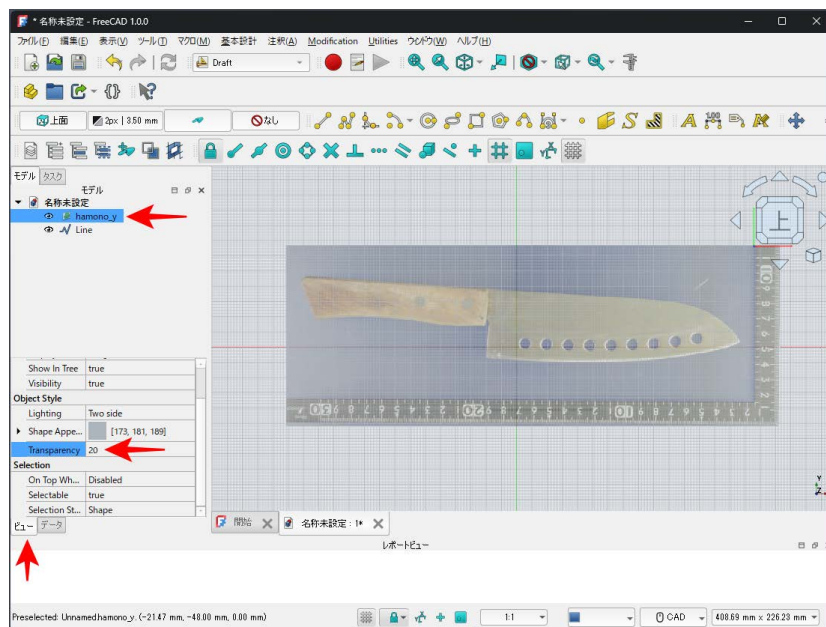 * 名称未設定 - FreeCAD 1.0.0
ファイル(F) 編集(E) 表示(V) ツール(T) マクロ(M) 基本設計 注釈(A) Modification Utilities ウィンドウ(W) ヘルプ(H)
Draft
上面 2px | 3.50 mm なし
モデル タスク
モデル
名称未設定
hamono_y
Line
上
Show In Tree true
Visibility true
Object Style
Lighting Two side
Shape Appe... [173, 181, 189]
Transparency 20
Selection
On Top Wh... Disabled
Selectable true
Selection St... Shape
ビュー データ
開始 名称未設定 : 1*
レポートビュー
Preselected: Unnamed.hamono_y. (-21.47 mm, -48.00 mm, 0.00 mm) 1:1 CAD 408.69 mm x 226.23 mm